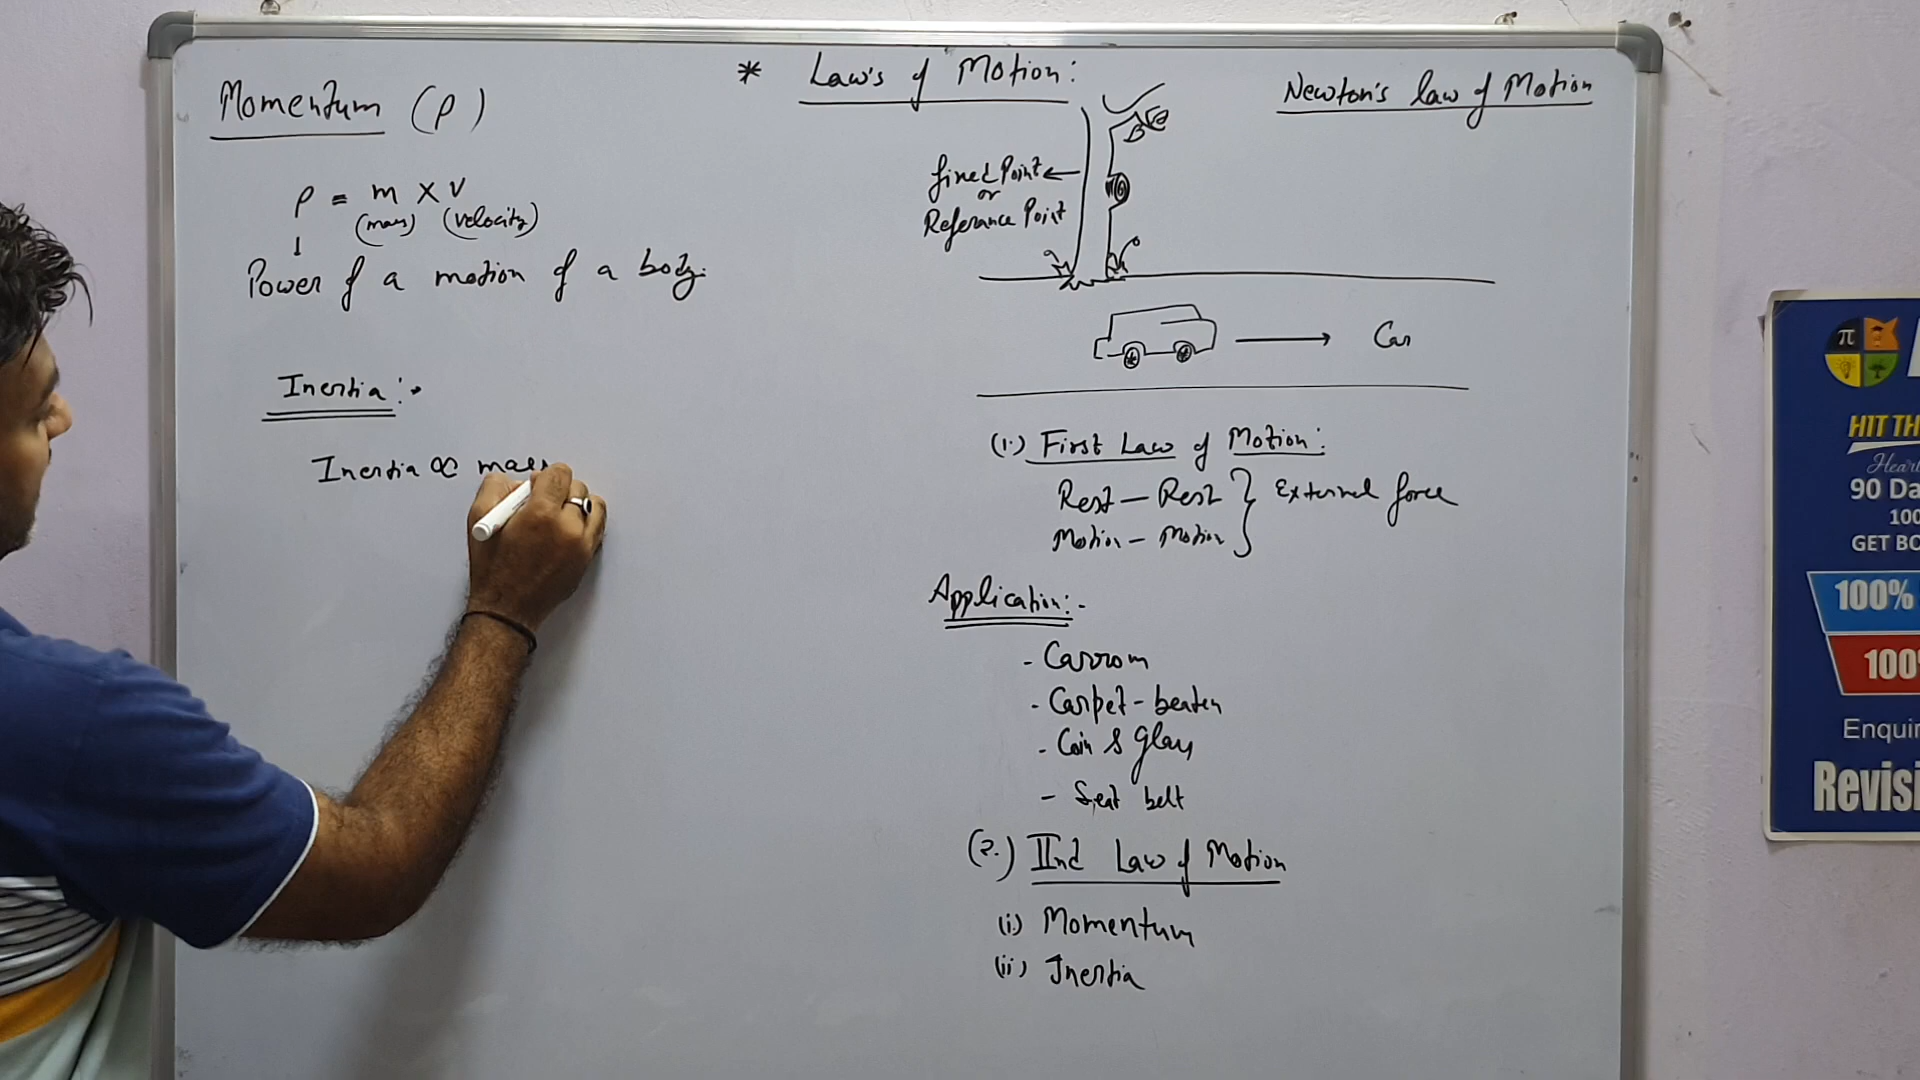 * Law's of Motion:
Newton's law of Motion
Momentum (P)
P = m × V
(mass) (velocity)
↓
Power of a motion of a body.
Inertia :-
Inertia ∝ mass
fixed Point ←
or
Referance Point
→ Car
(1.) First Law of Motion:
Rest — Rest } External force
Motion — Motion
Application:-
- Carrom
- Carpet-beaten
- Coin & glass
- Seat belt
(2.) IInd Law of Motion
(i) Momentum
(ii) Inertia
π
HIT TH
90 Da
100
GET BO
100%
100
Enquir
Revisi